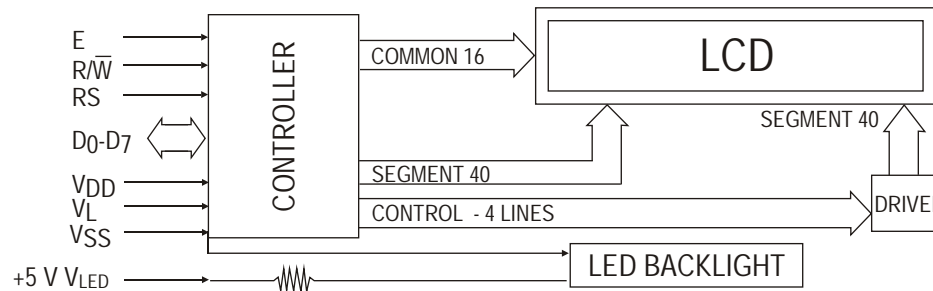 E
R/W̅
RS
D0-D7
VDD
VL
VSS
+5 V VLED
CONTROLLER
COMMON 16
LCD
SEGMENT 40
SEGMENT 40
CONTROL - 4 LINES
DRIVE
LED BACKLIGHT